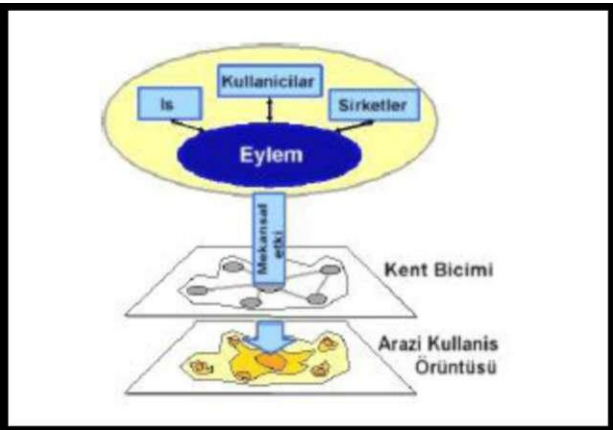 Kullanicilar
Is
Sirketler
Eylem
Mekansal
etki
Kent Bicimi
Arazi Kullanis
Örüntüsü